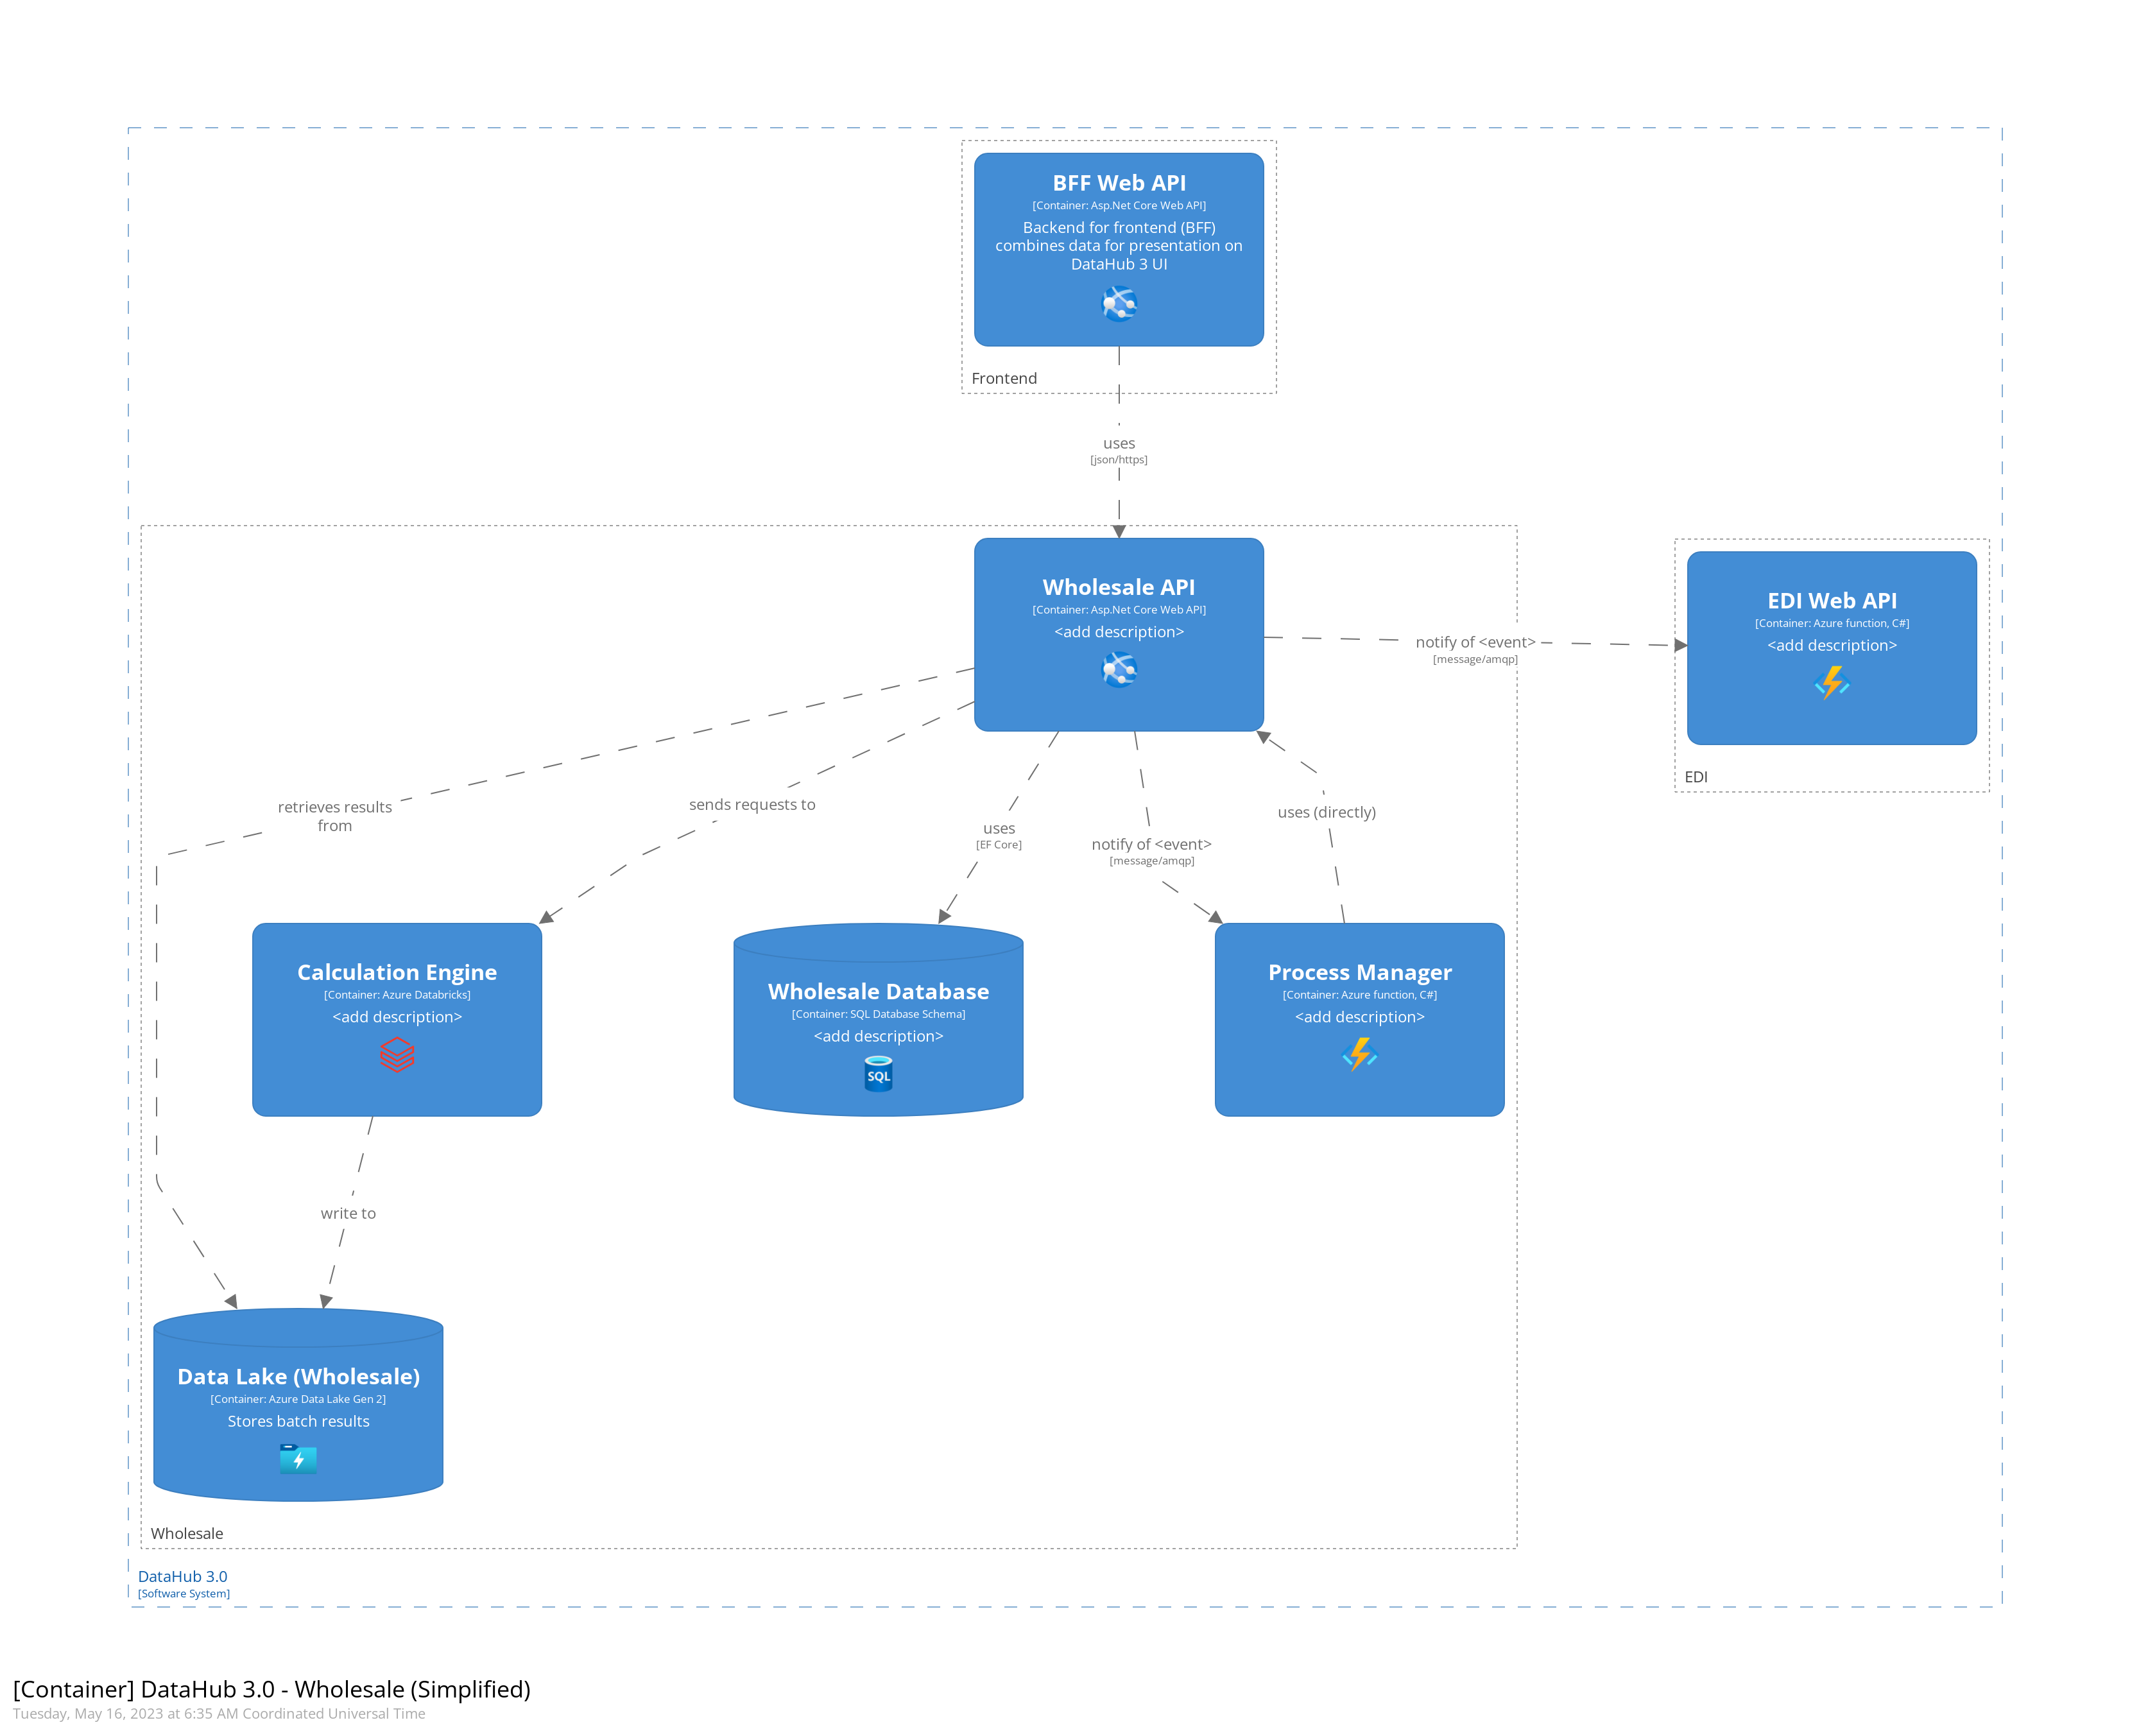 BFF Web API
[Container: Asp.Net Core Web API]
Backend for frontend (BFF)
combines data for presentation on
DataHub 3 UI
Frontend
uses
[json/https]
Wholesale API
[Container: Asp.Net Core Web API]
<add description>
notify of <event>
[message/amqp]
EDI Web API
[Container: Azure function, C#]
<add description>
EDI
retrieves results
from
sends requests to
uses
[EF Core]
notify of <event>
[message/amqp]
uses (directly)
Calculation Engine
[Container: Azure Databricks]
<add description>
Wholesale Database
[Container: SQL Database Schema]
<add description>
SQL
Process Manager
[Container: Azure function, C#]
<add description>
write to
Data Lake (Wholesale)
[Container: Azure Data Lake Gen 2]
Stores batch results
Wholesale
DataHub 3.0
[Software System]
[Container] DataHub 3.0 - Wholesale (Simplified)
Tuesday, May 16, 2023 at 6:35 AM Coordinated Universal Time